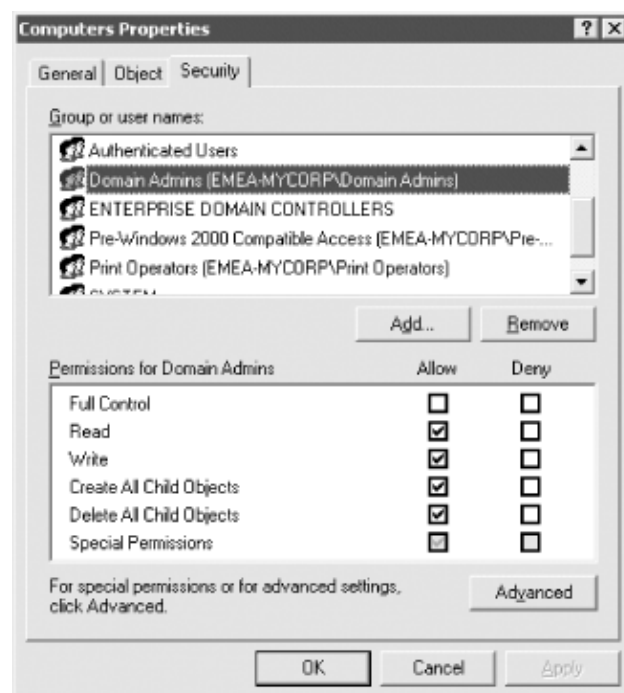 Computers Properties
General Object Security
Group or user names:
Authenticated Users
Domain Admins (EMEA-MYCORP\Domain Admins)
ENTERPRISE DOMAIN CONTROLLERS
Pre-Windows 2000 Compatible Access (EMEA-MYCORP\Pre-...
Print Operators (EMEA-MYCORP\Print Operators)
SYSTEM
Add... Remove
Permissions for Domain Admins Allow Deny
Full Control
Read
Write
Create All Child Objects
Delete All Child Objects
Special Permissions
For special permissions or for advanced settings,
click Advanced.
Advanced
OK Cancel Apply